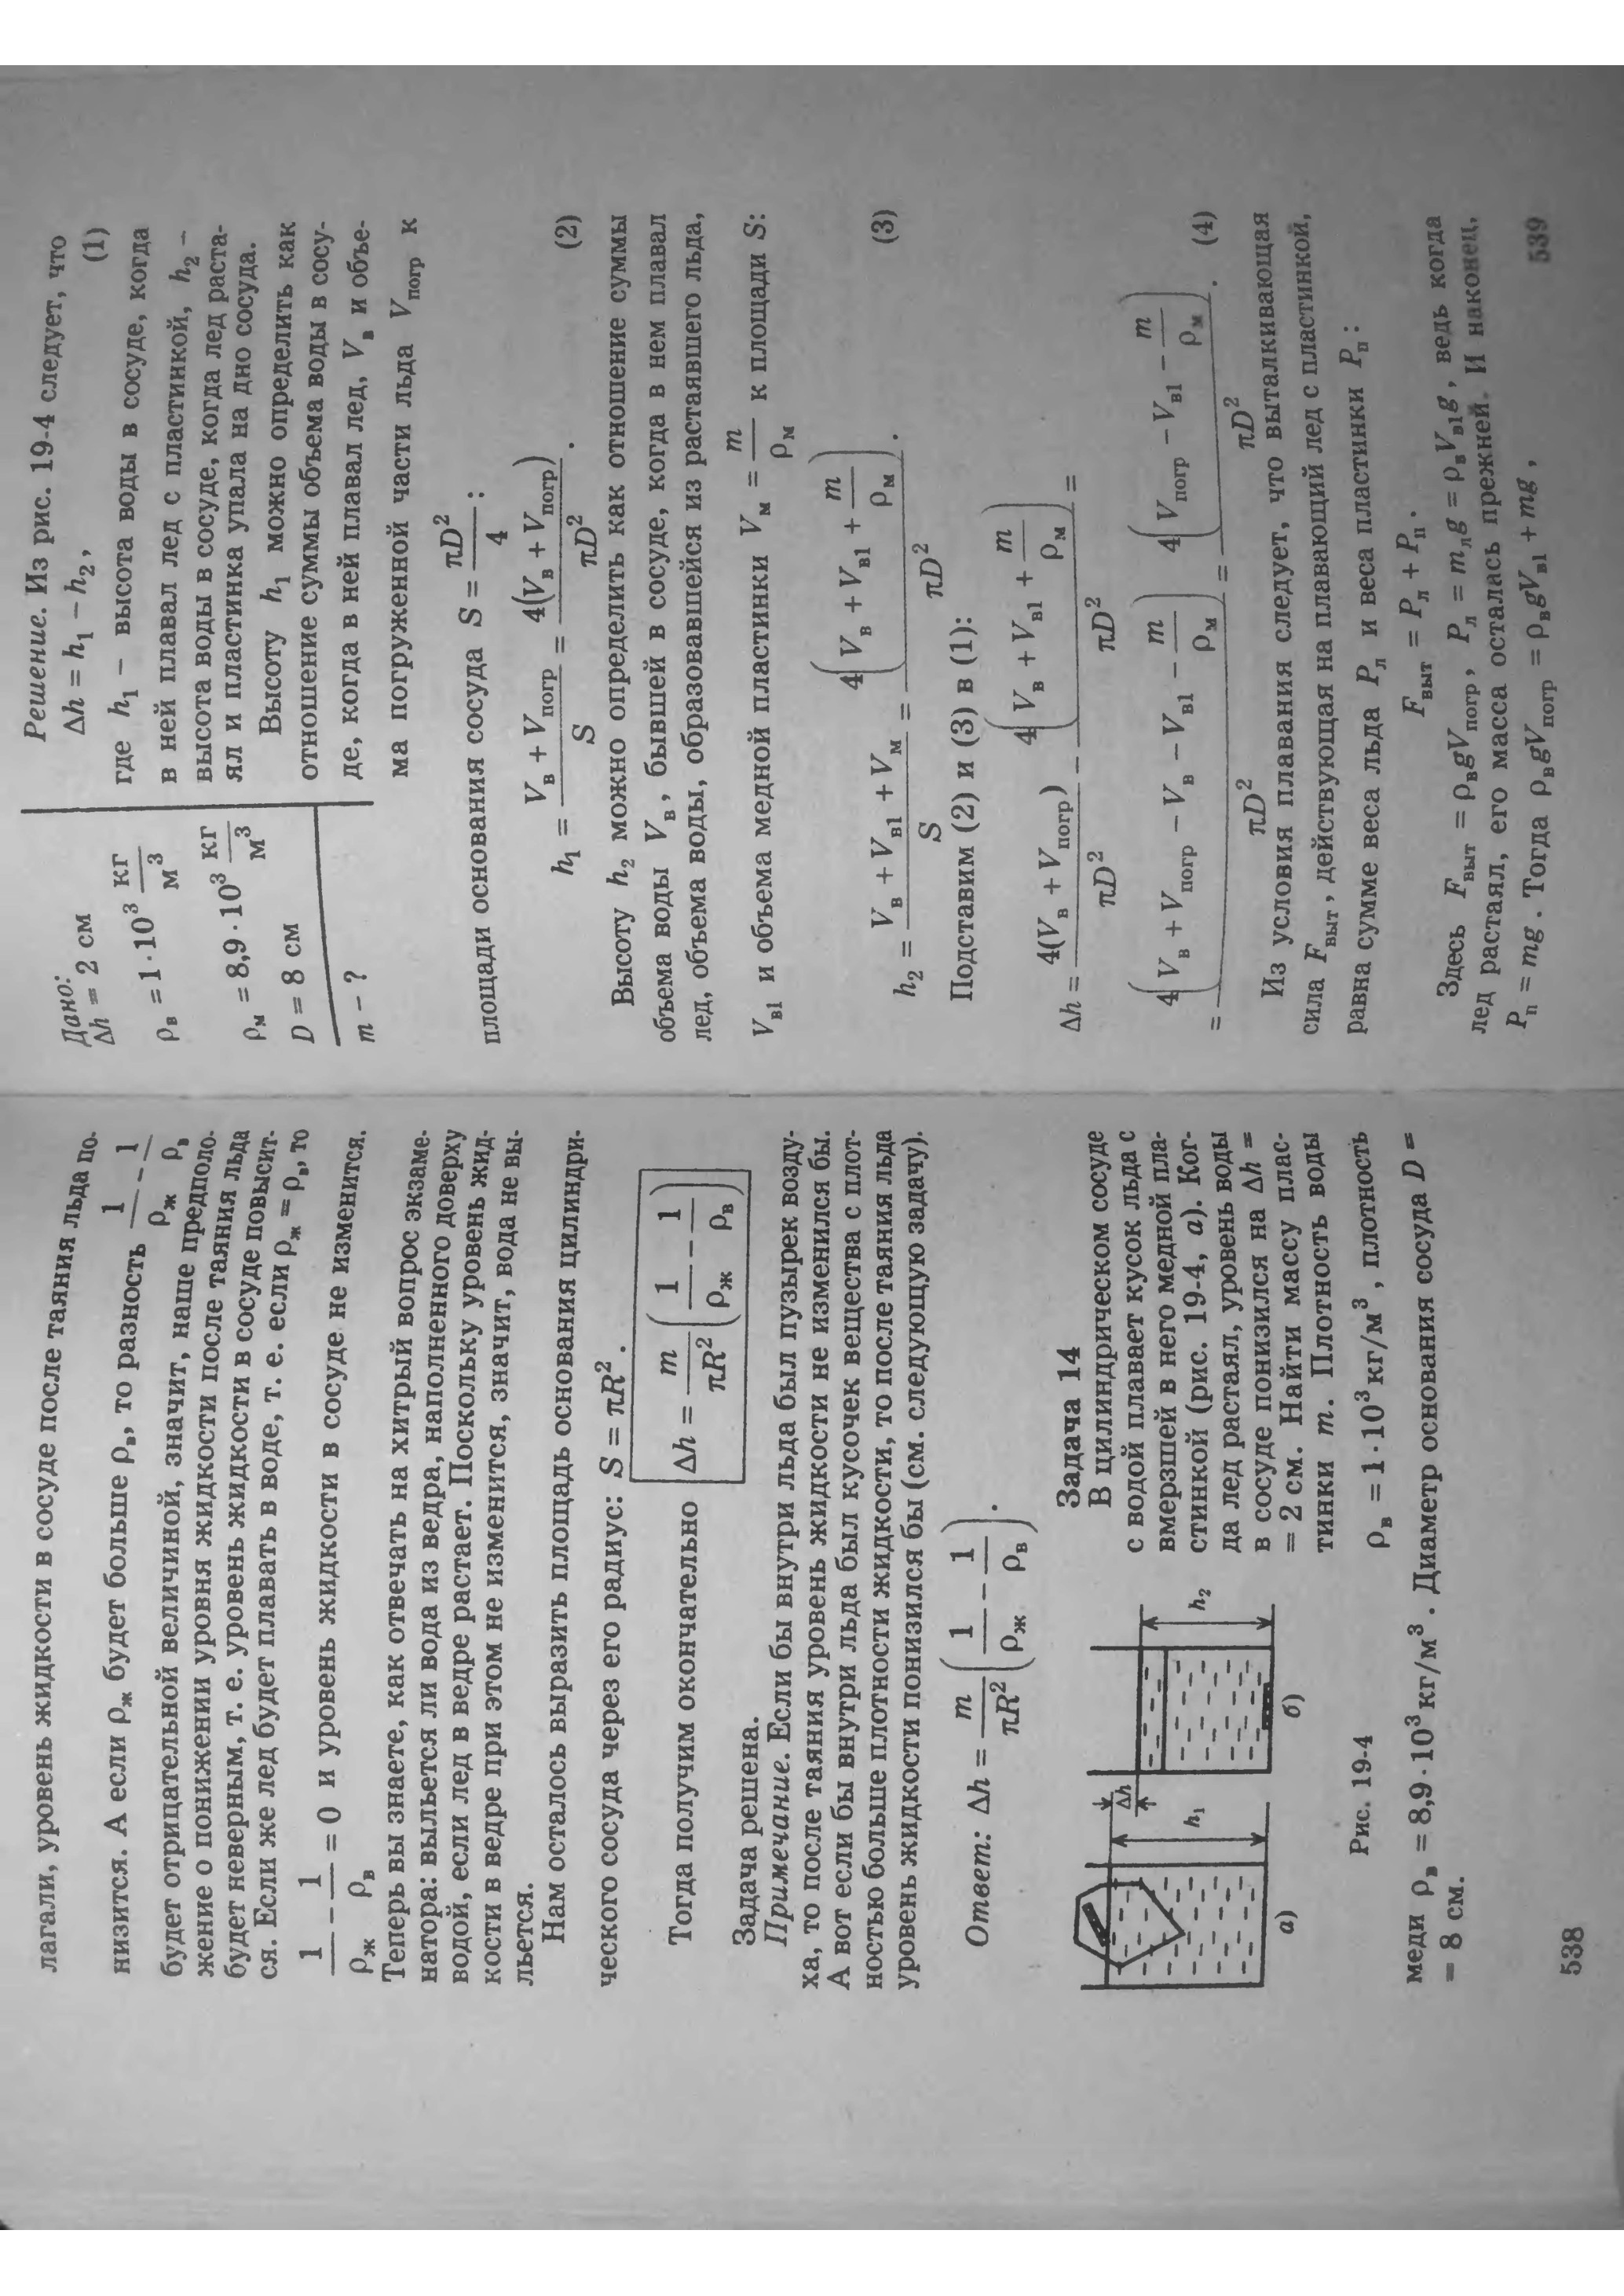 лагали, уровень жидкости в сосуде после таяния льда по-
низится. А если ρж будет больше ρв, то разность 1/ρж − 1/ρв
будет отрицательной величиной, значит, наше предполо-
жение о понижении уровня жидкости после таяния льда
будет неверным, т. е. уровень жидкости в сосуде повысит-
ся. Если же лед будет плавать в воде, т. е. если ρж = ρв, то
1/ρж − 1/ρв = 0 и уровень жидкости в сосуде не изменится.
Теперь вы знаете, как отвечать на хитрый вопрос экзаме-
натора: выльется ли вода из ведра, наполненного доверху
водой, если лед в ведре растает. Поскольку уровень жид-
кости в ведре при этом не изменится, значит, вода не вы-
льется.
Нам осталось выразить площадь основания цилиндри-
ческого сосуда через его радиус: S = πR².
Тогда получим окончательно Δh = m/πR² (1/ρж − 1/ρв)
Задача решена.
Примечание. Если бы внутри льда был пузырек возду-
ха, то после таяния уровень жидкости не изменился бы.
А вот если бы внутри льда был кусочек вещества с плот-
ностью больше плотности жидкости, то после таяния льда
уровень жидкости понизился бы (см. следующую задачу).
Ответ: Δh = m/πR² (1/ρж − 1/ρв).
Задача 14
В цилиндрическом сосуде
с водой плавает кусок льда с
вмерзшей в него медной пла-
стинкой (рис. 19-4, а). Ког-
да лед растаял, уровень воды
в сосуде понизился на Δh =
= 2 см. Найти массу плас-
тинки m. Плотность воды
ρв = 1·10³ кг/м³, плотность
Δh
h1
h2
а)
б)
Рис. 19-4
меди ρв = 8,9·10³ кг/м³. Диаметр основания сосуда D =
= 8 см.
538
Дано:
Δh = 2 см
ρв = 1·10³ кг/м³
ρм = 8,9·10³ кг/м³
D = 8 см
m − ?
Решение. Из рис. 19-4 следует, что
Δh = h1 − h2, (1)
где h1 − высота воды в сосуде, когда
в ней плавал лед с пластинкой, h2 −
высота воды в сосуде, когда лед раста-
ял и пластинка упала на дно сосуда.
Высоту h1 можно определить как
отношение суммы объема воды в сосу-
де, когда в ней плавал лед, Vв и объе-
ма погруженной части льда Vпогр к
площади основания сосуда S = πD²/4 :
h1 = (Vв + Vпогр)/S = 4(Vв + Vпогр)/πD². (2)
Высоту h2 можно определить как отношение суммы
объема воды Vв, бывшей в сосуде, когда в нем плавал
лед, объема воды, образовавшейся из растаявшего льда,
Vв1 и объема медной пластинки Vм = m/ρм к площади S:
h2 = (Vв + Vв1 + Vм)/S = 4(Vв + Vв1 + m/ρм)/πD². (3)
Подставим (2) и (3) в (1):
Δh = 4(Vв + Vпогр)/πD² − 4(Vв + Vв1 + m/ρм)/πD² =
= 4(Vв + Vпогр − Vв − Vв1 − m/ρм)/πD² = 4(Vпогр − Vв1 − m/ρм)/πD². (4)
Из условия плавания следует, что выталкивающая
сила Fвыт, действующая на плавающий лед с пластинкой,
равна сумме веса льда Pл и веса пластинки Pп:
Fвыт = Pл + Pп.
Здесь Fвыт = ρвgVпогр, Pл = mлg = ρвVв1g, ведь когда
лед растаял, его масса осталась прежней. И наконец,
Pп = mg. Тогда ρвgVпогр = ρвgVв1 + mg,
539